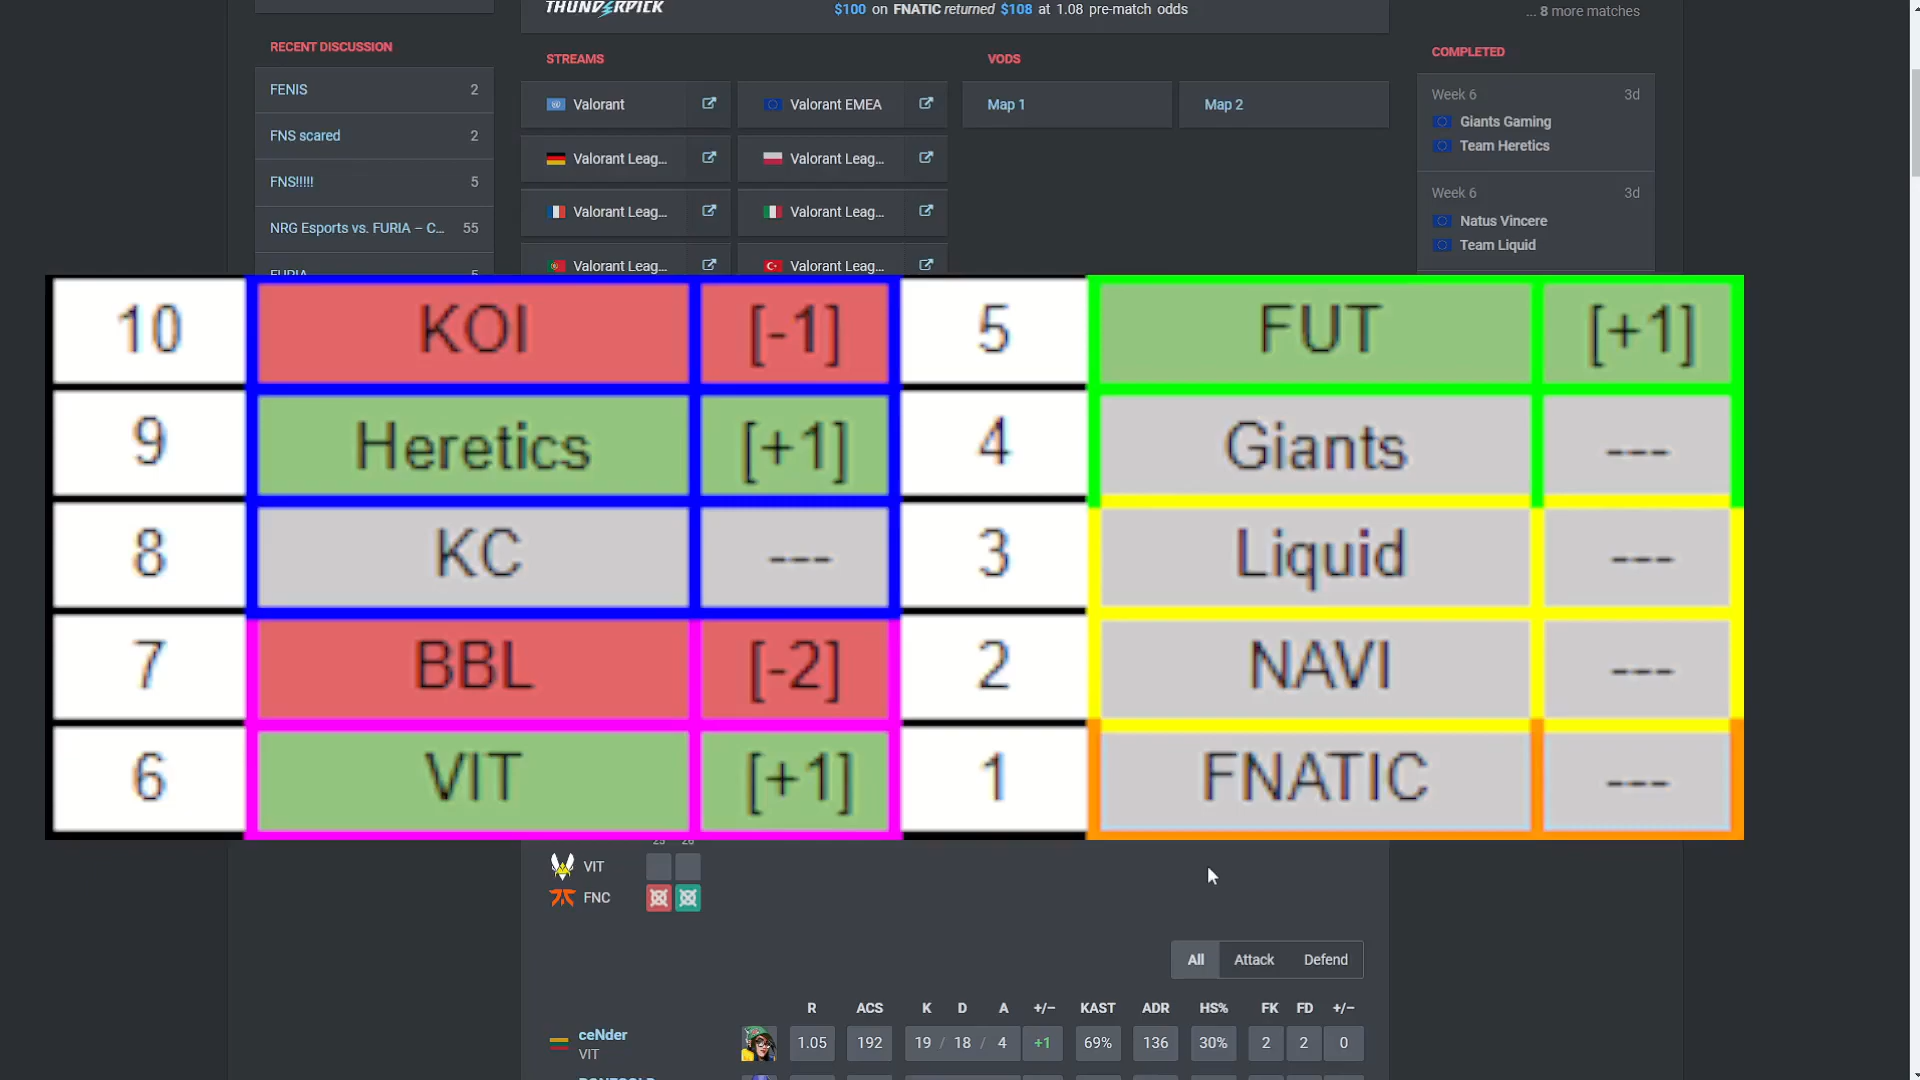 THUNDERPICK
$100 on FNATIC returned $108 at 1.08 pre-match odds
... 8 more matches
RECENT DISCUSSION
FENIS 2
FNS scared 2
FNS!!!!! 5
NRG Esports vs. FURIA – C... 55
FURIA 5
STREAMS
Valorant
Valorant EMEA
Valorant Leag...
Valorant Leag...
Valorant Leag...
Valorant Leag...
Valorant Leag...
Valorant Leag...
VODS
Map 1
Map 2
COMPLETED
Week 6 3d
Giants Gaming
Team Heretics
Week 6 3d
Natus Vincere
Team Liquid
10 KOI [-1] 5 FUT [+1]
9 Heretics [+1] 4 Giants ---
8 KC --- 3 Liquid ---
7 BBL [-2] 2 NAVI ---
6 VIT [+1] 1 FNATIC ---
25 26
VIT
FNC
All Attack Defend
R ACS K D A +/– KAST ADR HS% FK FD +/–
ceNder
VIT
1.05 192 19 / 18 / 4 +1 69% 136 30% 2 2 0